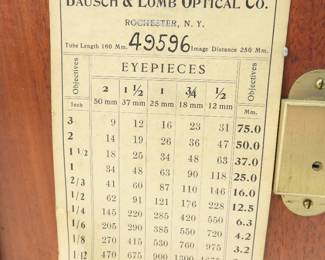 BAUSCH & LOMB OPTICAL CO.
ROCHESTER, N. Y.
Tube Length 160 Mm. 49596 Image Distance 250 Mm.
Objectives EYEPIECES Objectives
2 1½ 1 ¾ ½
Inch 50 mm 37 mm 25 mm 18 mm 12 mm Mm.
3 9 12 16 23 31 75.0
2 14 19 26 36 47 50.0
1 1/2 18 25 34 48 63 37.0
1 34 48 63 90 118 25.0
2/3 41 60 87 110 146 16.0
1/2 62 91 121 176 228 12.5
1/4 145 220 285 420 550 6.3
1/6 205 295 385 550 720 4.2
1/8 270 415 530 760 975 3.2
1/12 470 675 900